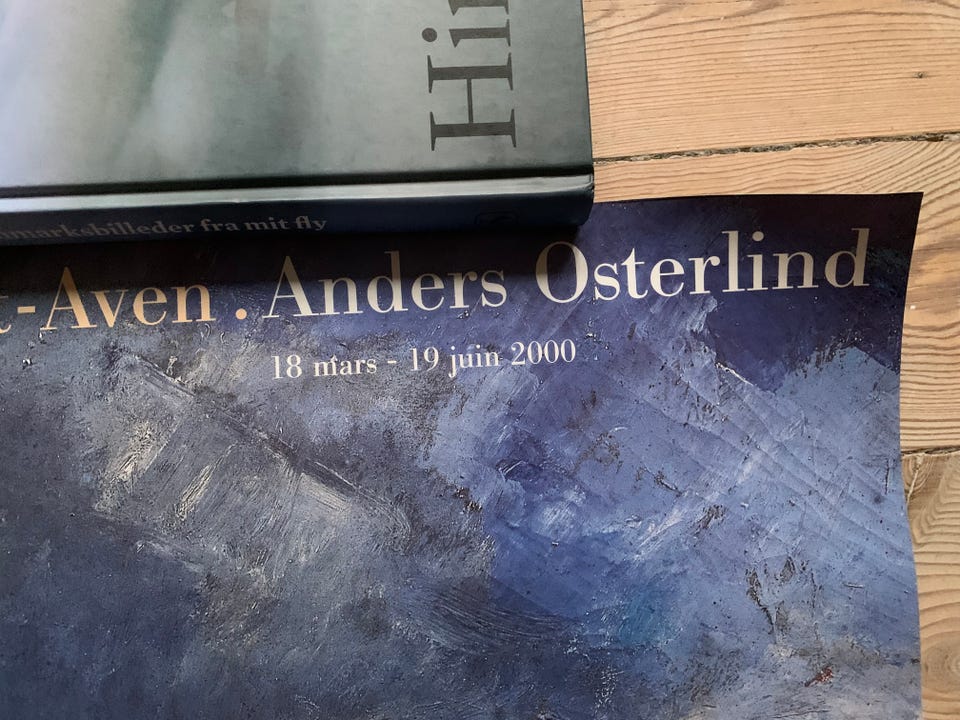 Hi
marksbilleder fra mit fly
-Aven . Anders Osterlind
18 mars - 19 juin 2000